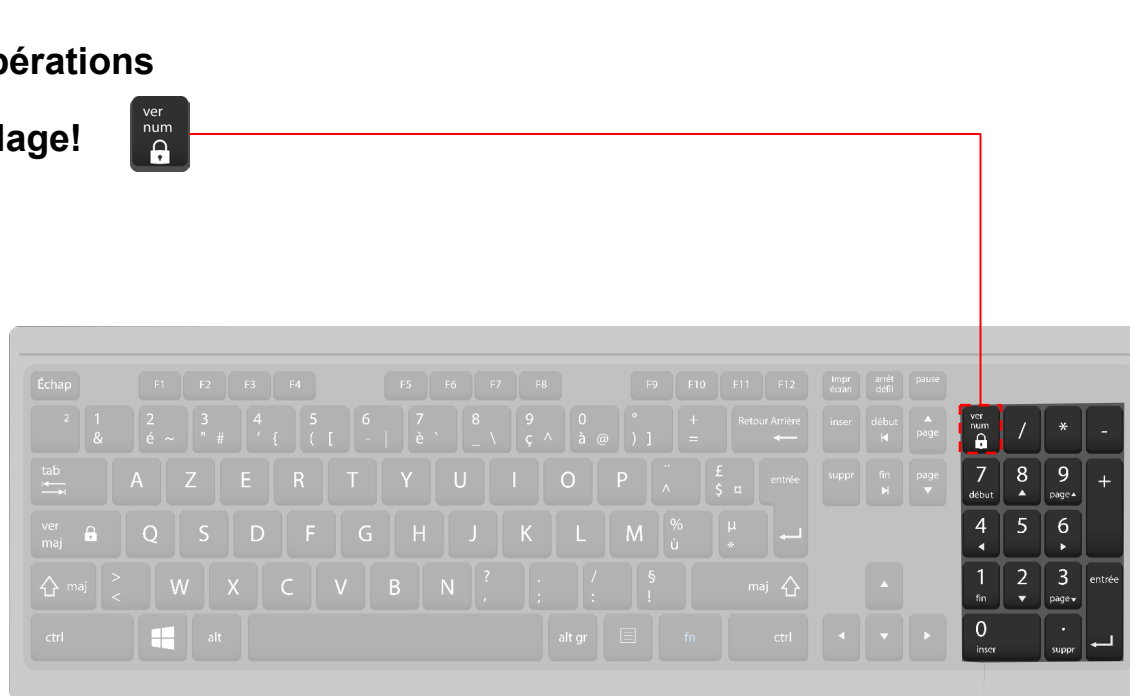 pérations
lage!
ver
num
Échap F1 F2 F3 F4 F5 F6 F7 F8 F9 F10 F11 F12 impr écran arrêt défil pause
2 1 & 2 é ~ 3 " # 4 ' { 5 ( [ 6 - | 7 è ` 8 _ \ 9 ç ^ 0 à @ ° ) ] + = Retour Arrière inser début page ver num / * -
tab A Z E R T Y U I O P ¨ ^ £ $ ¤ entrée suppr fin page 7 début 8 9 page +
ver maj Q S D F G H J K L M % ù µ * 4 5 6
maj > < W X C V B N ? , . ; / : § ! maj 1 fin 2 3 page entrée
ctrl alt alt gr fn ctrl 0 inser . suppr